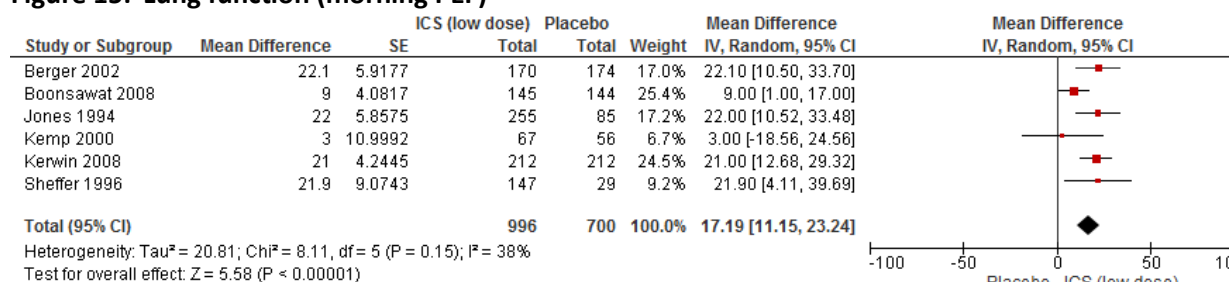 ICS (low dose) Placebo Mean Difference Mean Difference
Study or Subgroup Mean Difference SE Total Total Weight IV, Random, 95% CI IV, Random, 95% CI
Berger 2002 22.1 5.9177 170 174 17.0% 22.10 [10.50, 33.70]
Boonsawat 2008 9 4.0817 145 144 25.4% 9.00 [1.00, 17.00]
Jones 1994 22 5.8575 255 85 17.2% 22.00 [10.52, 33.48]
Kemp 2000 3 10.9992 67 56 6.7% 3.00 [-18.56, 24.56]
Kerwin 2008 21 4.2445 212 212 24.5% 21.00 [12.68, 29.32]
Sheffer 1996 21.9 9.0743 147 29 9.2% 21.90 [4.11, 39.69]
Total (95% CI) 996 700 100.0% 17.19 [11.15, 23.24]
Heterogeneity: Tau² = 20.81; Chi² = 8.11, df = 5 (P = 0.15); I² = 38%
Test for overall effect: Z = 5.58 (P < 0.00001)
-100 -50 0 50